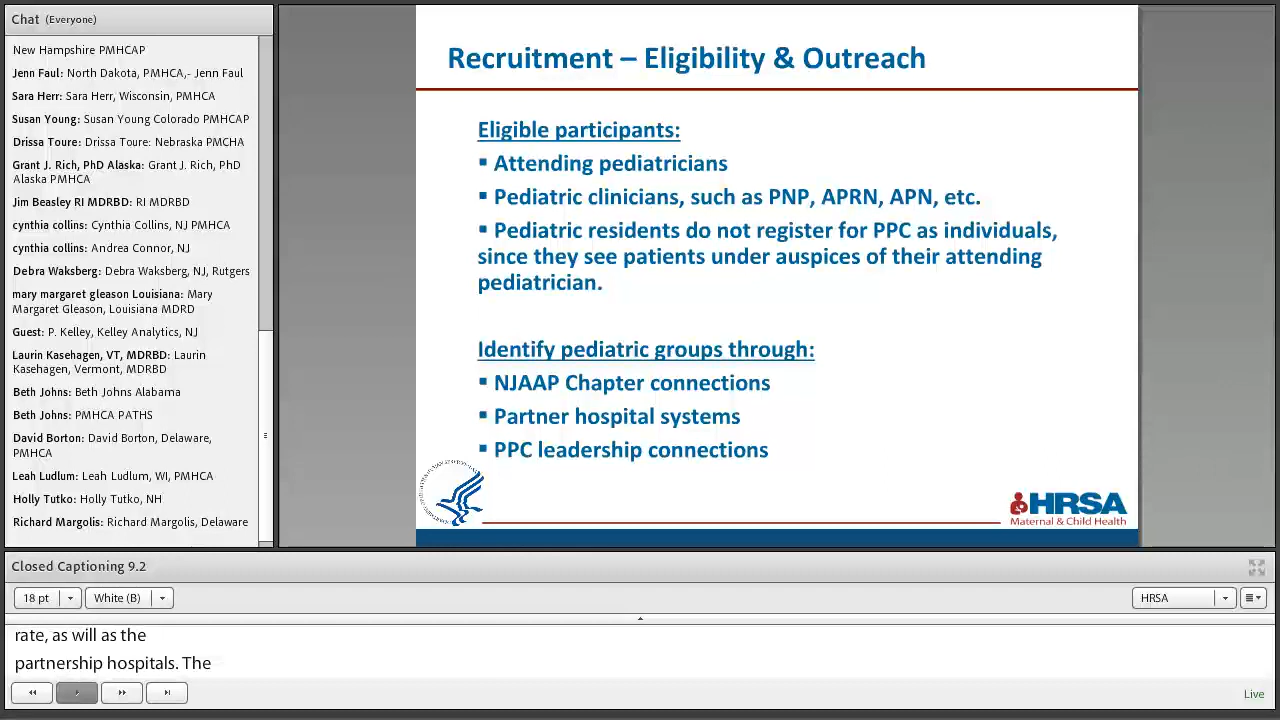 Chat (Everyone)
New Hampshire PMHCAP
Jenn Faul: North Dakota, PMHCA,- Jenn Faul
Sara Herr: Sara Herr, Wisconsin, PMHCA
Susan Young: Susan Young Colorado PMHCAP
Drissa Toure: Drissa Toure: Nebraska PMCHA
Grant J. Rich, PhD Alaska: Grant J. Rich, PhD
Alaska PMHCA
Jim Beasley RI MDRBD: RI MDRBD
cynthia collins: Cynthia Collins, NJ PMHCA
cynthia collins: Andrea Connor, NJ
Debra Waksberg: Debra Waksberg, NJ, Rutgers
mary margaret gleason Louisiana: Mary
Margaret Gleason, Louisiana MDRD
Guest: P. Kelley, Kelley Analytics, NJ
Laurin Kasehagen, VT, MDRBD: Laurin
Kasehagen, Vermont, MDRBD
Beth Johns: Beth Johns Alabama
Beth Johns: PMHCA PATHS
David Borton: David Borton, Delaware,
PMHCA
Leah Ludlum: Leah Ludlum, WI, PMHCA
Holly Tutko: Holly Tutko, NH
Richard Margolis: Richard Margolis, Delaware
Recruitment – Eligibility & Outreach
Eligible participants:
▪ Attending pediatricians
▪ Pediatric clinicians, such as PNP, APRN, APN, etc.
▪ Pediatric residents do not register for PPC as individuals,
since they see patients under auspices of their attending
pediatrician.
Identify pediatric groups through:
▪ NJAAP Chapter connections
▪ Partner hospital systems
▪ PPC leadership connections
HRSA
Maternal & Child Health
Closed Captioning 9.2
18 pt
White (B)
HRSA
rate, as will as the
partnership hospitals. The
Live